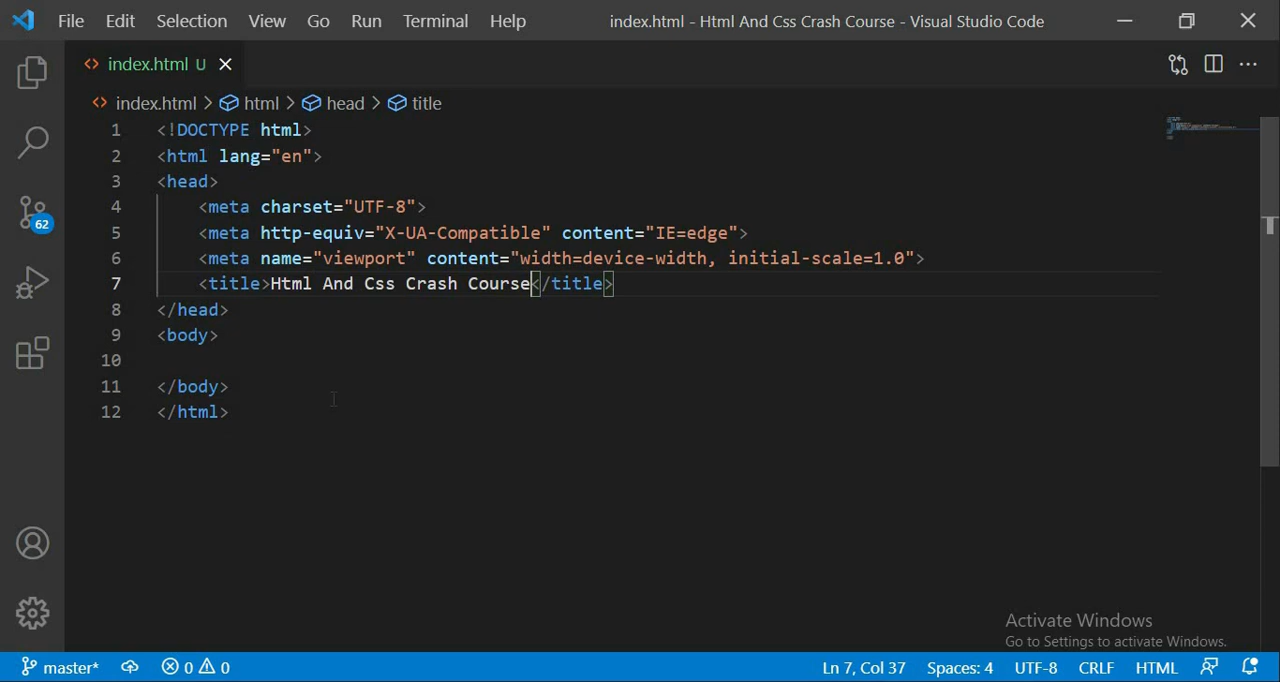 File Edit Selection View Go Run Terminal Help index.html - Html And Css Crash Course - Visual Studio Code
index.html U
index.html > html > head > title
1 <!DOCTYPE html>
2 <html lang="en">
3 <head>
4 <meta charset="UTF-8">
5 <meta http-equiv="X-UA-Compatible" content="IE=edge">
6 <meta name="viewport" content="width=device-width, initial-scale=1.0">
7 <title>Html And Css Crash Course</title>
8 </head>
9 <body>
10
11 </body>
12 </html>
62
Activate Windows
Go to Settings to activate Windows.
master* 0 0 Ln 7, Col 37 Spaces: 4 UTF-8 CRLF HTML